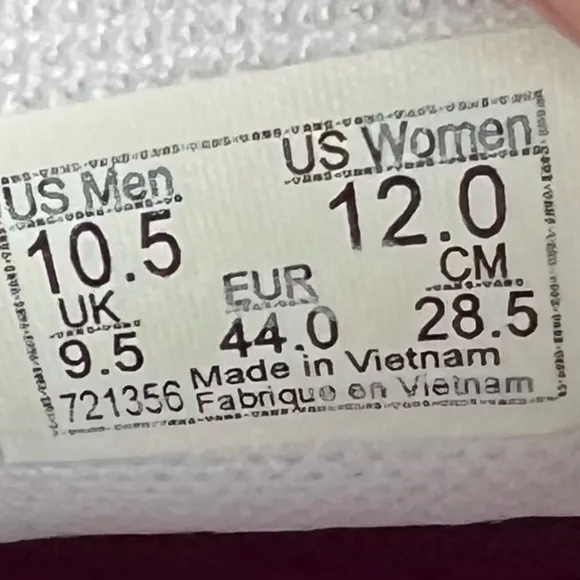 US Men US Women
10.5 12.0
UK EUR CM
9.5 44.0 28.5
Made in Vietnam
721356 Fabrique en Vietnam